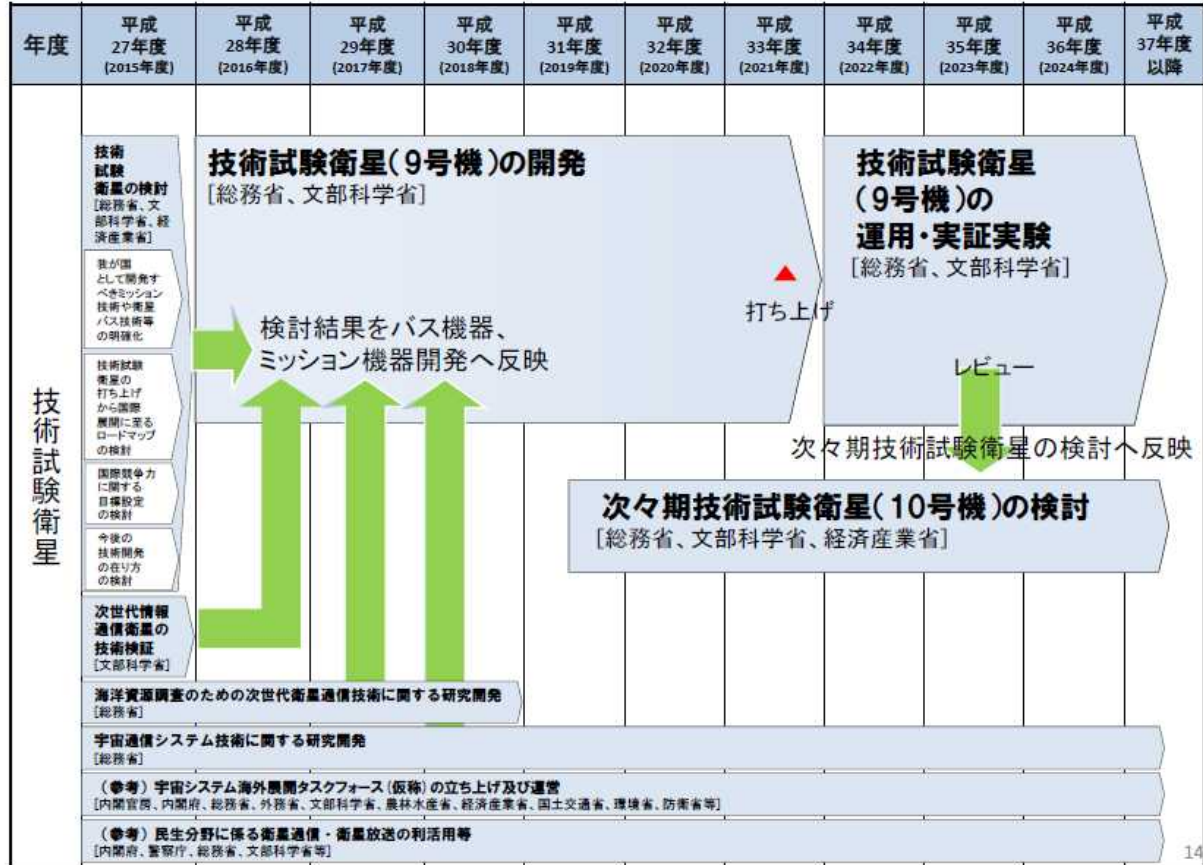 年度
平成
27年度
(2015年度)
平成
28年度
(2016年度)
平成
29年度
(2017年度)
平成
30年度
(2018年度)
平成
31年度
(2019年度)
平成
32年度
(2020年度)
平成
33年度
(2021年度)
平成
34年度
(2022年度)
平成
35年度
(2023年度)
平成
36年度
(2024年度)
平成
37年度
以降
技術試験衛星
技術
試験
衛星の検討
[総務省、文
部科学省、経
済産業省]
我が国
として開発す
べきミッション
技術や衛星
バス技術等
の明確化
技術試験
衛星の
打ち上げ
から国際
展開に至る
ロードマップ
の検討
国際競争力
に関する
目標設定
の検討
今後の
技術開発
の在り方
の検討
次世代情報
通信衛星の
技術検証
[文部科学省]
技術試験衛星(9号機)の開発
[総務省、文部科学省]
検討結果をバス機器、
ミッション機器開発へ反映
打ち上げ
技術試験衛星
(9号機)の
運用・実証実験
[総務省、文部科学省]
レビュー
次々期技術試験衛星の検討へ反映
次々期技術試験衛星(10号機)の検討
[総務省、文部科学省、経済産業省]
海洋資源調査のための次世代衛星通信技術に関する研究開発
[総務省]
宇宙通信システム技術に関する研究開発
[総務省]
(参考)宇宙システム海外展開タスクフォース(仮称)の立ち上げ及び運営
[内閣官房、内閣府、総務省、外務省、文部科学省、農林水産省、経済産業省、国土交通省、環境省、防衛省等]
(参考)民生分野に係る衛星通信・衛星放送の利活用等
[内閣府、警察庁、総務省、文部科学省等]
14